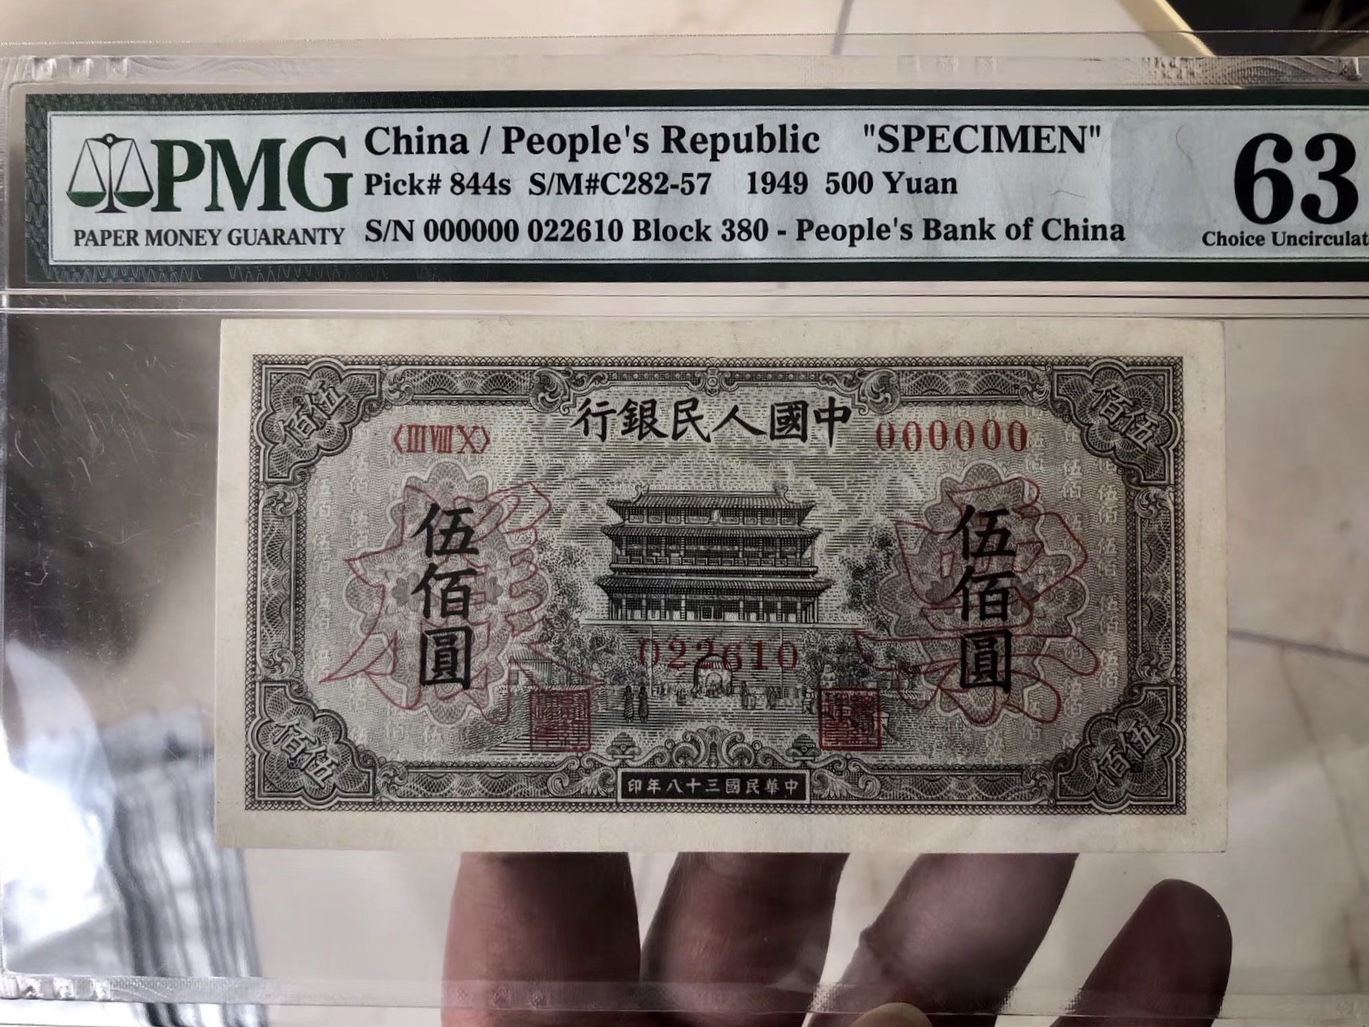 PMG
PAPER MONEY GUARANTY
China / People's Republic "SPECIMEN"
Pick# 844s S/M#C282-57 1949 500 Yuan
S/N 000000 022610 Block 380 - People's Bank of China
63
Choice Uncirculat
行銀民人國中
〈III VIII X〉 000000
佰伍
佰伍
伍佰圓
伍佰圓
樣本
票
022610
佰伍
佰伍
印年八十三國民華中